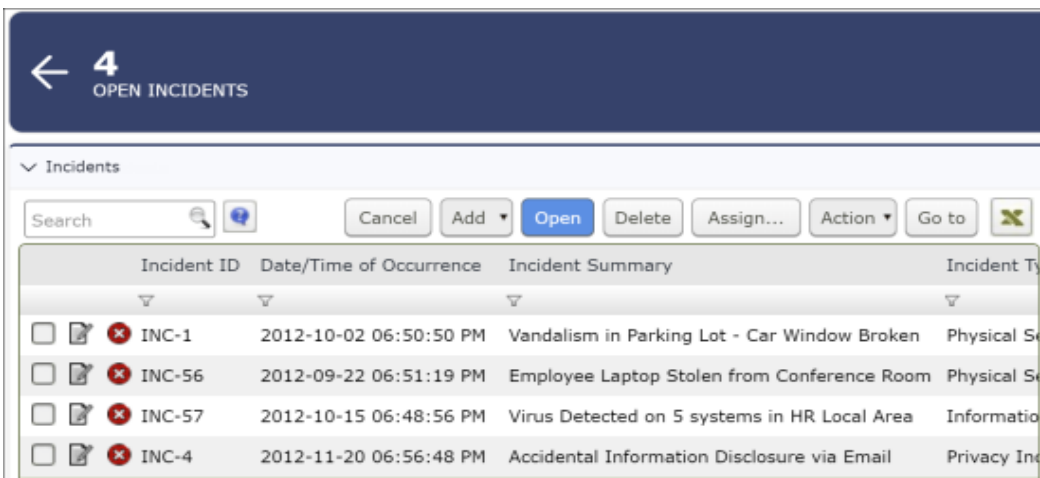 4
OPEN INCIDENTS
Incidents
Search Cancel Add Open Delete Assign... Action Go to
Incident ID Date/Time of Occurrence Incident Summary Incident
INC-1 2012-10-02 06:50:50 PM Vandalism in Parking Lot - Car Window Broken Physical
INC-56 2012-09-22 06:51:19 PM Employee Laptop Stolen from Conference Room Physical
INC-57 2012-10-15 06:48:56 PM Virus Detected on 5 systems in HR Local Area
INC-4 2012-11-20 06:56:48 PM Accidental Information Disclosure via Email Privacy